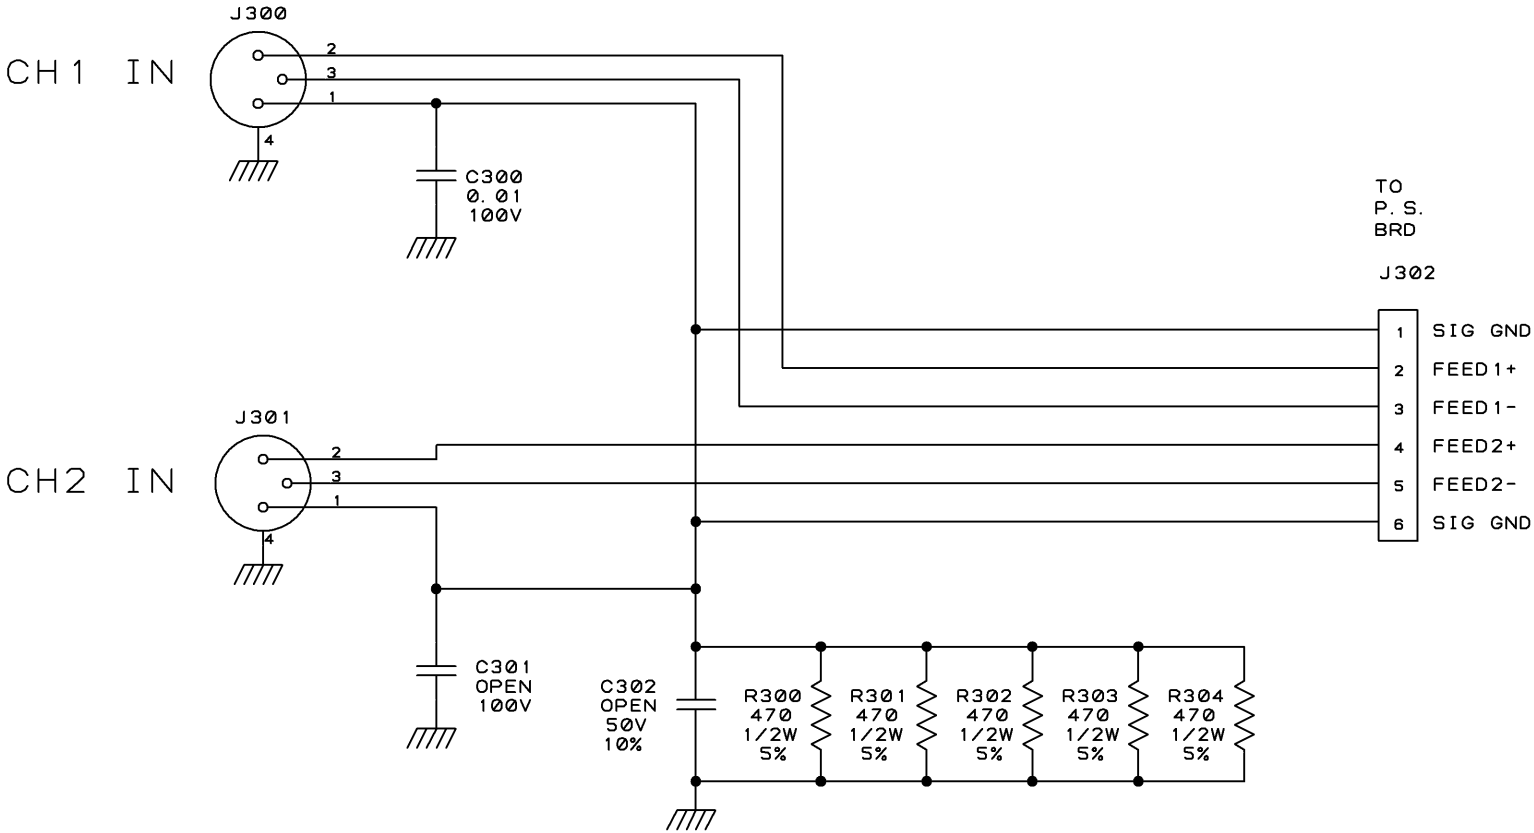 J300
CH1 IN
2
3
1
4
C300
0.01
100V
TO
P.S.
BRD
J302
1 SIG GND
2 FEED1+
3 FEED1-
4 FEED2+
5 FEED2-
6 SIG GND
J301
CH2 IN
2
3
1
4
C301
OPEN
100V
C302
OPEN
50V
10%
R300
470
1/2W
5%
R301
470
1/2W
5%
R302
470
1/2W
5%
R303
470
1/2W
5%
R304
470
1/2W
5%